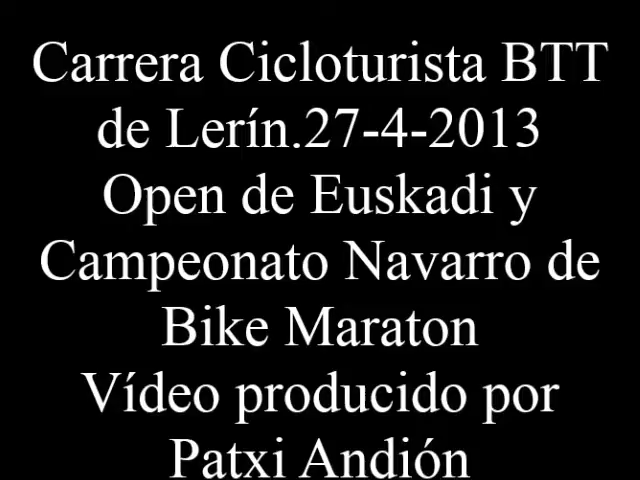 Carrera Cicloturista BTT
de Lerín.27-4-2013
Open de Euskadi y
Campeonato Navarro de
Bike Maraton
Vídeo producido por
Patxi Andión